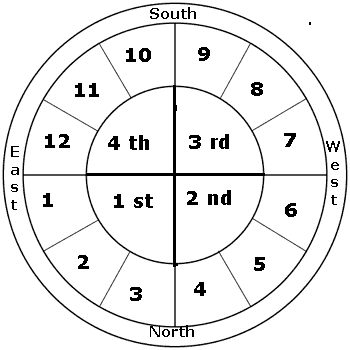 South
10 9
11 8
12 4 th 3 rd 7
East West
1 1 st 2 nd 6
2 5
3 4
North